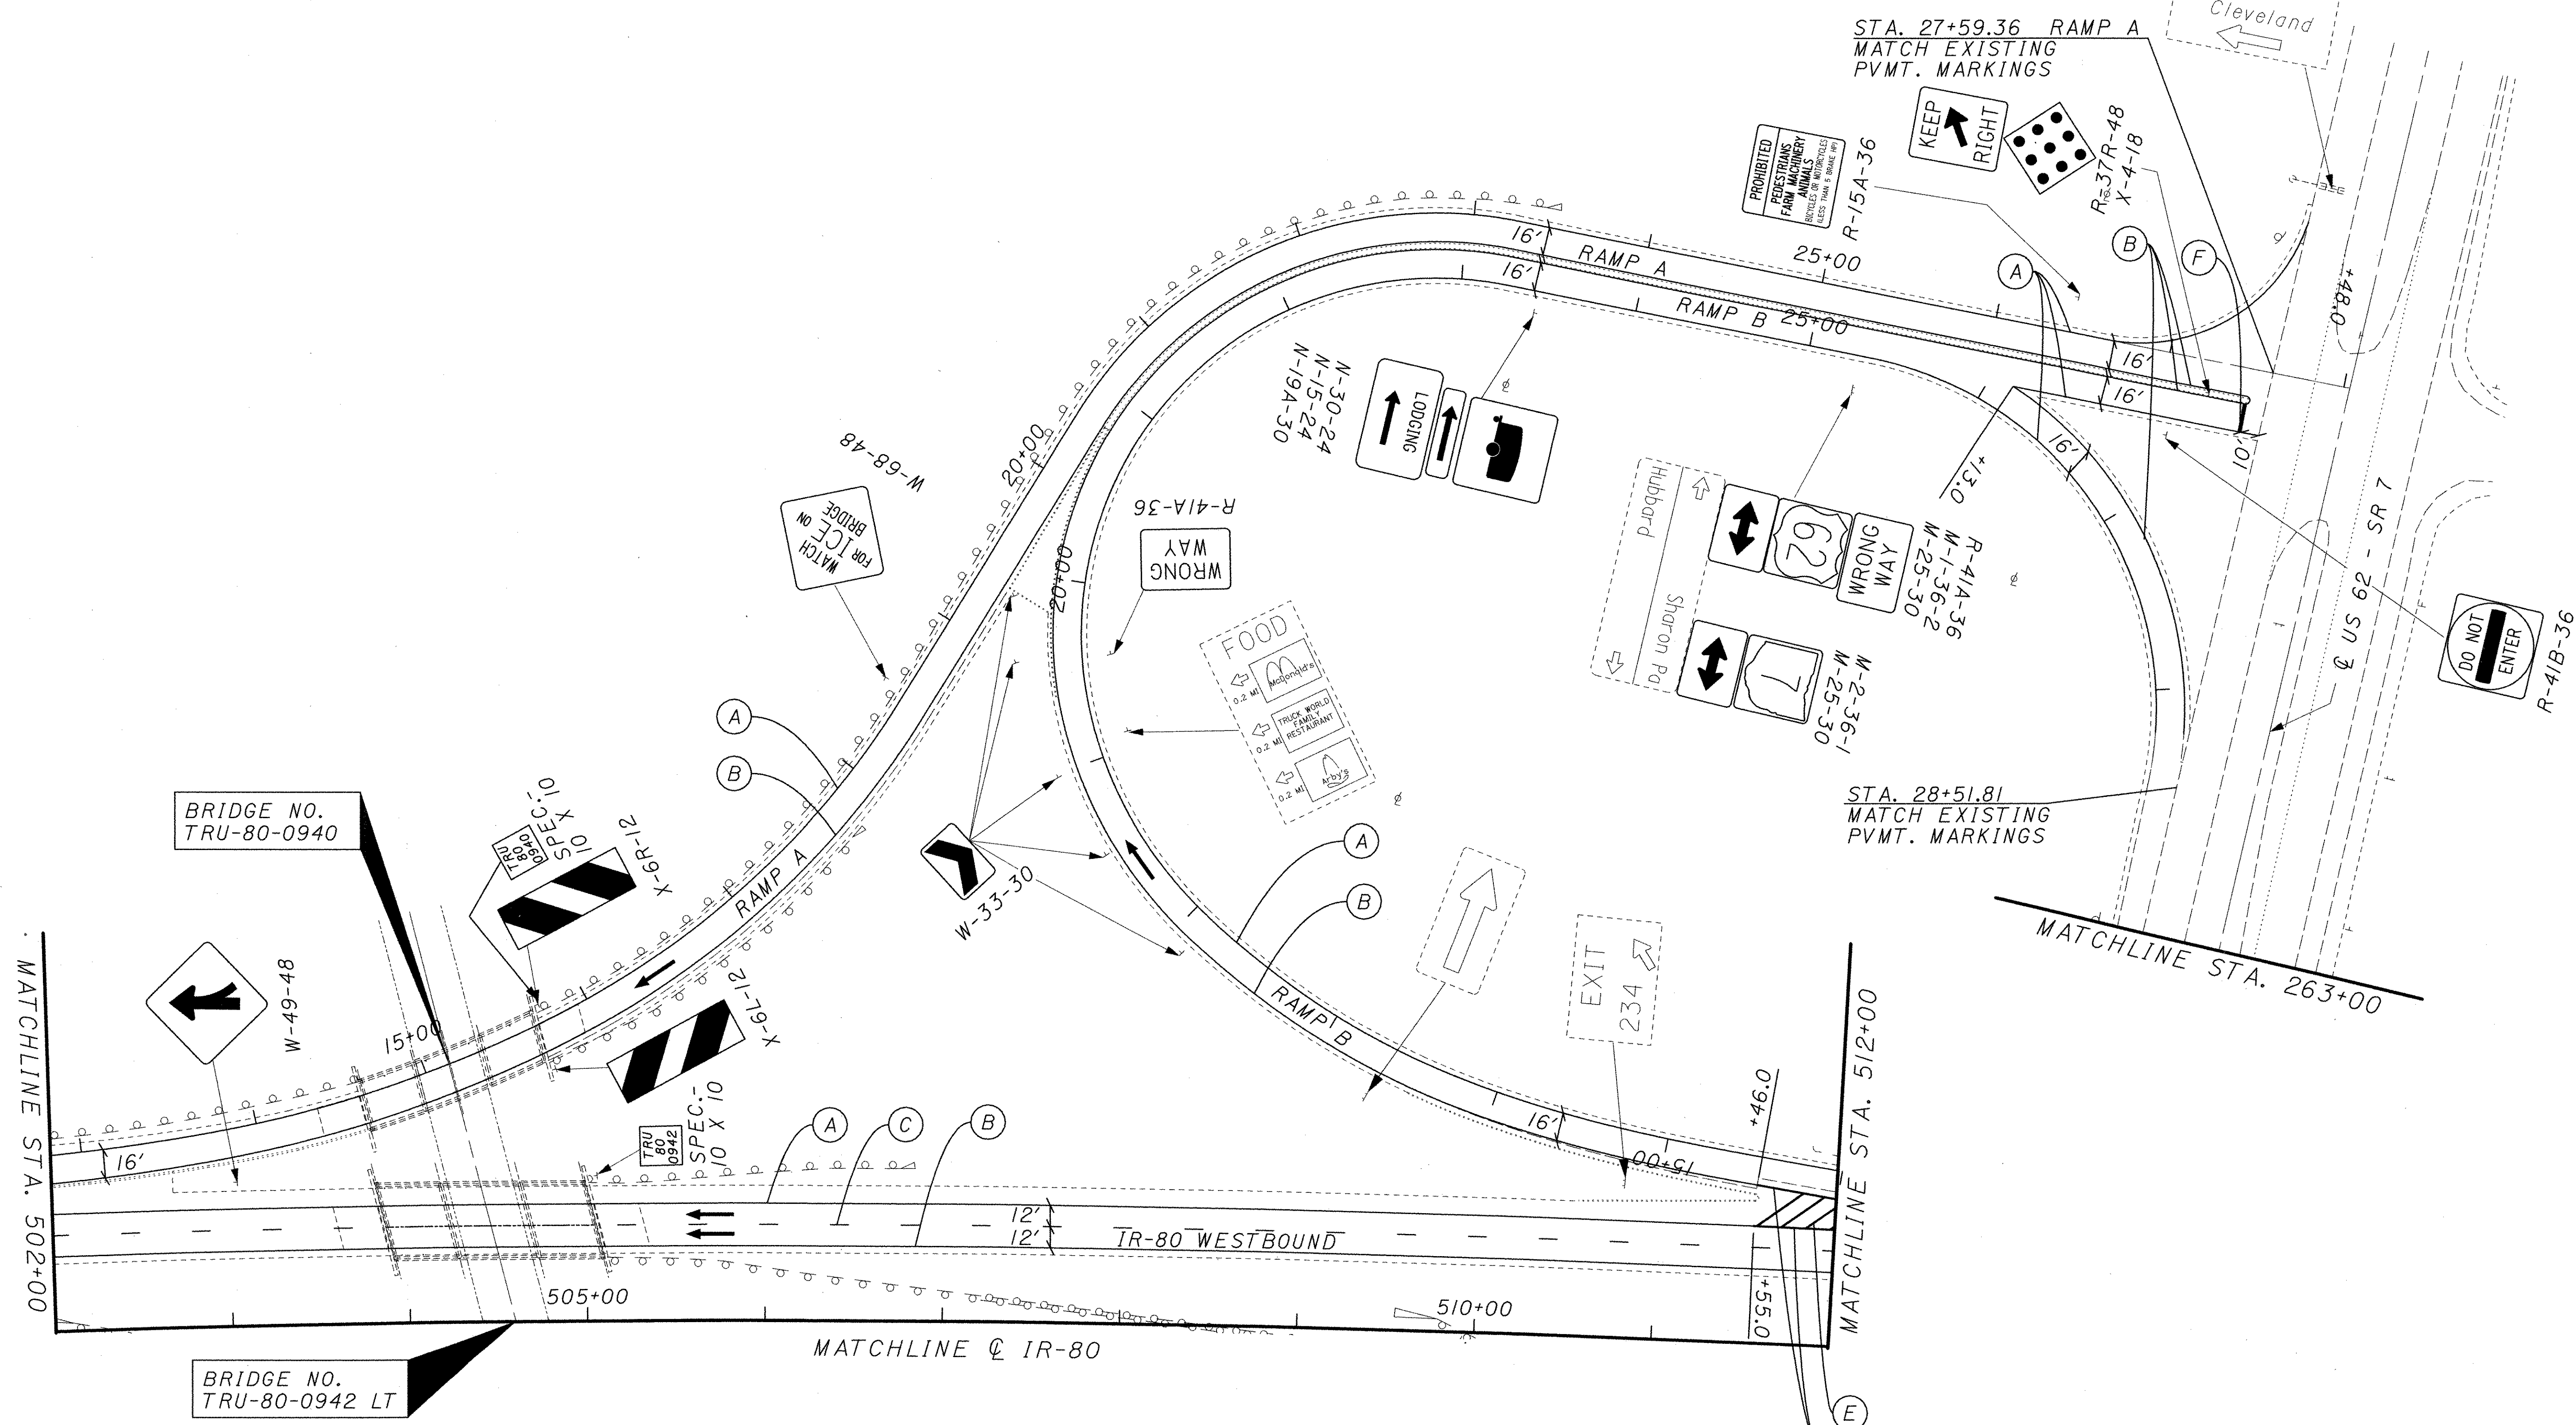 Cleveland
STA. 27+59.36 RAMP A
MATCH EXISTING
PVMT. MARKINGS
KEEP
RIGHT
R-37R-48
X-4-18
PROHIBITED
PEDESTRIANS
FARM MACHINERY
ANIMALS
BICYCLES OR MOTORCYCLES
(LESS THAN 5 BRAKE HP)
R-15A-36
A
B
F
+48.0
16'
RAMP A
25+00
16'
RAMP B
25+00
16'
16'
10'
16'
+13.0
N-30-24
N-15-24
N-19A-30
LODGING
W-68-48
WATCH
FOR ICE ON
BRIDGE
20+00
20+00
R-41A-36
WRONG
WAY
Hubbard
Sharon Pa
62
WRONG
WAY
R-41A-36
M-1-36-2
M-25-30
7
M-2-36-1
M-25-30
₵ US 62 - SR 7
DO NOT
ENTER
R-41B-36
FOOD
McDonald's
0.2 MI
TRUCK WORLD
FAMILY
RESTAURANT
0.2 MI
Arby's
0.2 MI
A
B
STA. 28+51.81
MATCH EXISTING
PVMT. MARKINGS
MATCHLINE STA. 263+00
BRIDGE NO.
TRU-80-0940
TRU
80
0940
SPEC.-
10 X 10
X-6R-12
RAMP A
X-6L-12
W-33-30
A
B
RAMP B
EXIT
234
W-49-48
15+00
16'
TRU
80
0942
SPEC.-
10 X 10
A
C
B
16'
15+00
+46.0
12'
12'
IR-80 WESTBOUND
+55.0
MATCHLINE STA. 502+00
MATCHLINE STA. 512+00
505+00
510+00
MATCHLINE ₵ IR-80
BRIDGE NO.
TRU-80-0942 LT
E